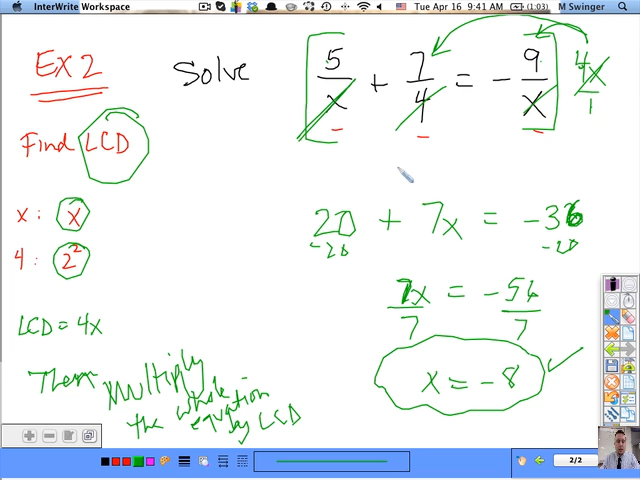 InterWrite Workspace
Tue Apr 16 9:41 AM (1:03) M Swinger
EX 2 Solve 5/x + 7/4 = - 9/x 4x/1
Find LCD
x: x
4: 2²
LCD = 4x
Then Multiply
the whole
equation
by LCD
20 + 7x = -36
-20 -20
7x = -56
7 7
x = -8
2/2